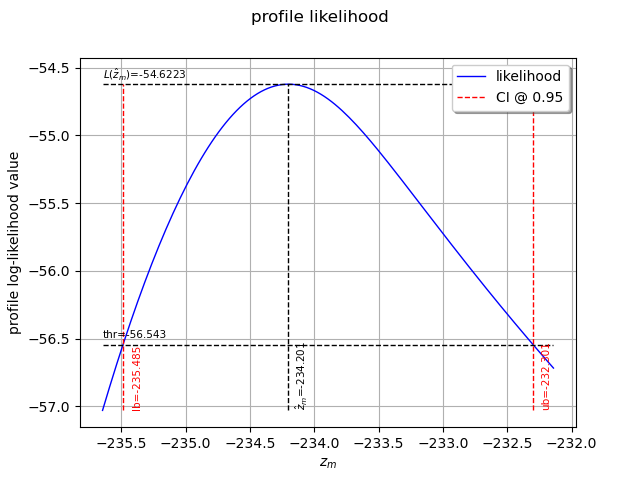 profile likelihood
L(ẑₘ)=-54.6223
likelihood
CI @ 0.95
thr=-56.543
lb=-235.485
ẑₘ=-234.201
ub=-232.301
−54.5
−55.0
−55.5
−56.0
−56.5
−57.0
profile log-likelihood value
−235.5 −235.0 −234.5 −234.0 −233.5 −233.0 −232.5 −232.0
zₘ